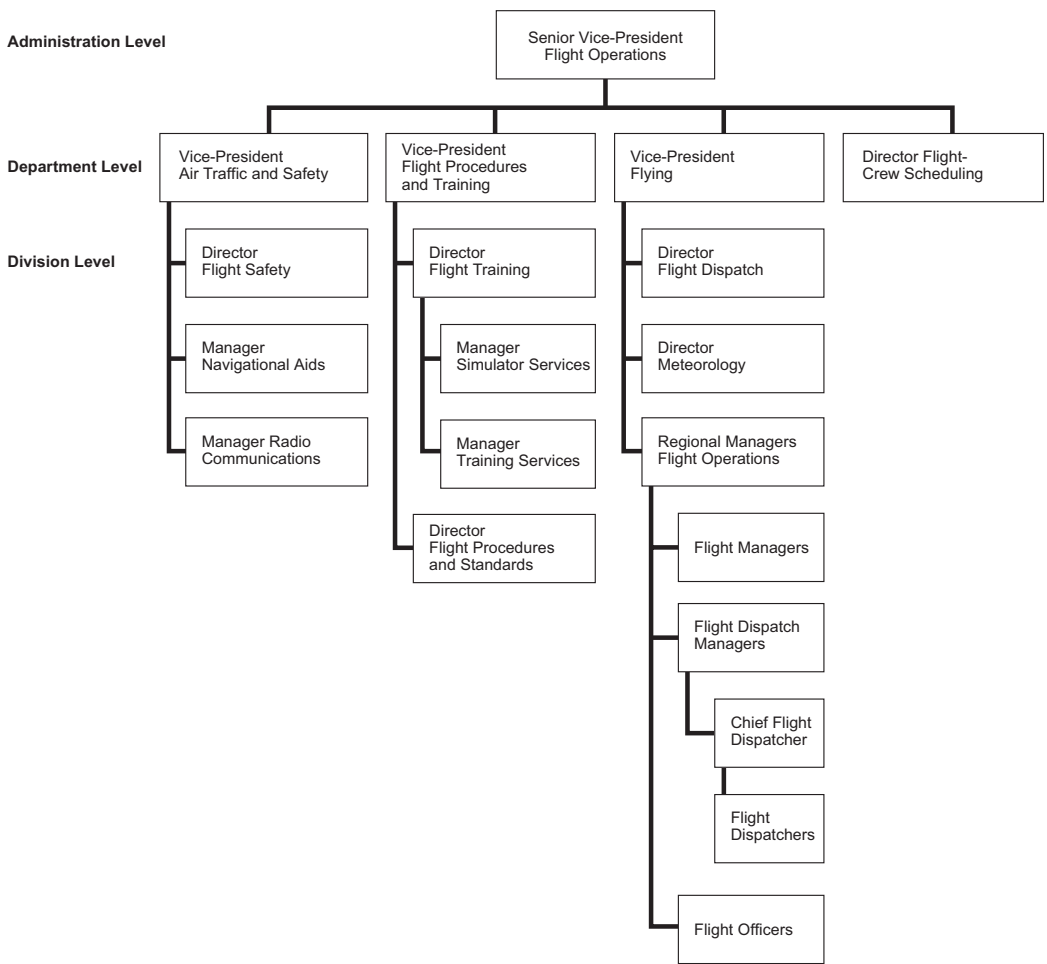 Administration Level
Senior Vice-President
Flight Operations
Department Level
Vice-President
Air Traffic and Safety
Vice-President
Flight Procedures
and Training
Vice-President
Flying
Director Flight-
Crew Scheduling
Division Level
Director
Flight Safety
Director
Flight Training
Director
Flight Dispatch
Manager
Navigational Aids
Manager
Simulator Services
Director
Meteorology
Manager Radio
Communications
Manager
Training Services
Regional Managers
Flight Operations
Director
Flight Procedures
and Standards
Flight Managers
Flight Dispatch
Managers
Chief Flight
Dispatcher
Flight
Dispatchers
Flight Officers